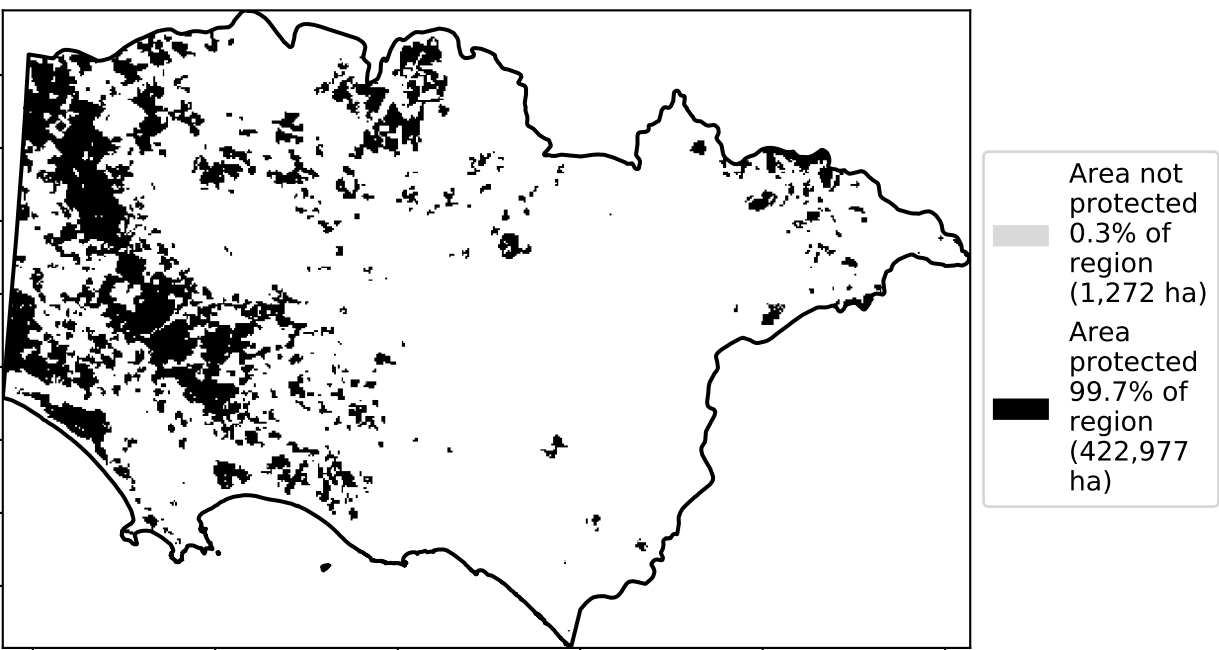 Area not
protected
0.3% of
region
(1,272 ha)
Area
protected
99.7% of
region
(422,977
ha)